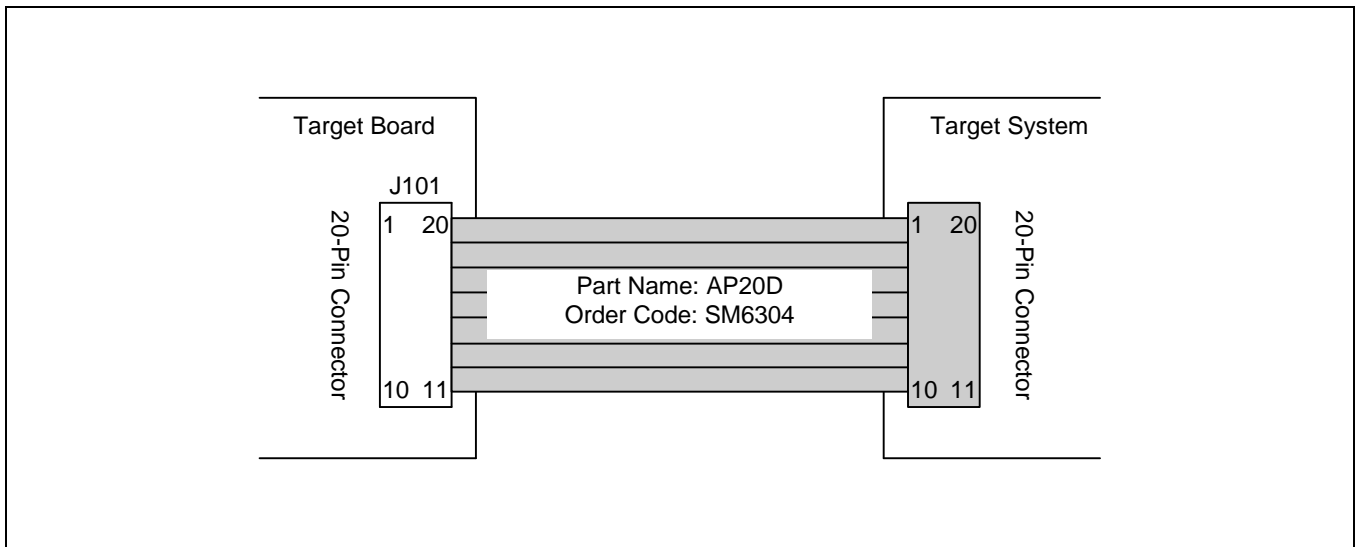 Target Board
Target System
J101
20-Pin Connector
1 20
10 11
Part Name: AP20D
Order Code: SM6304
1 20
10 11
20-Pin Connector